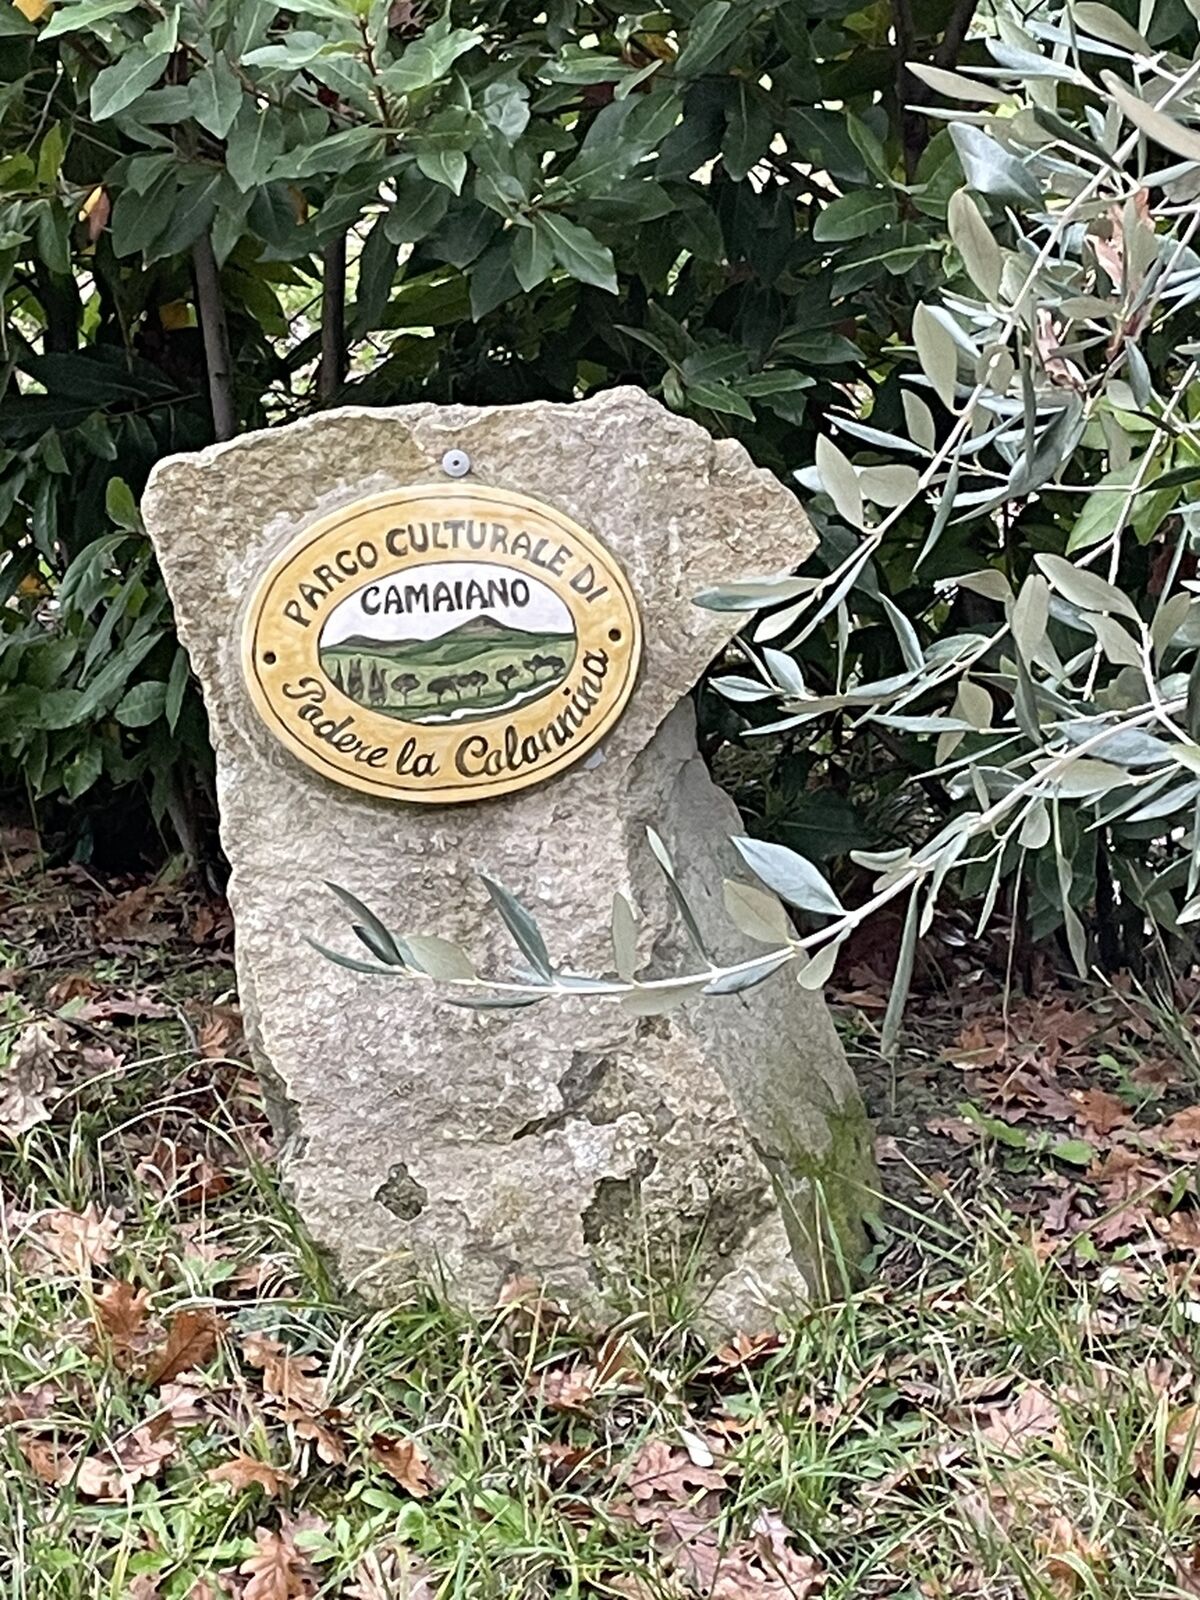 PARCO CULTURALE DI
CAMAIANO
Podere la Colonnina